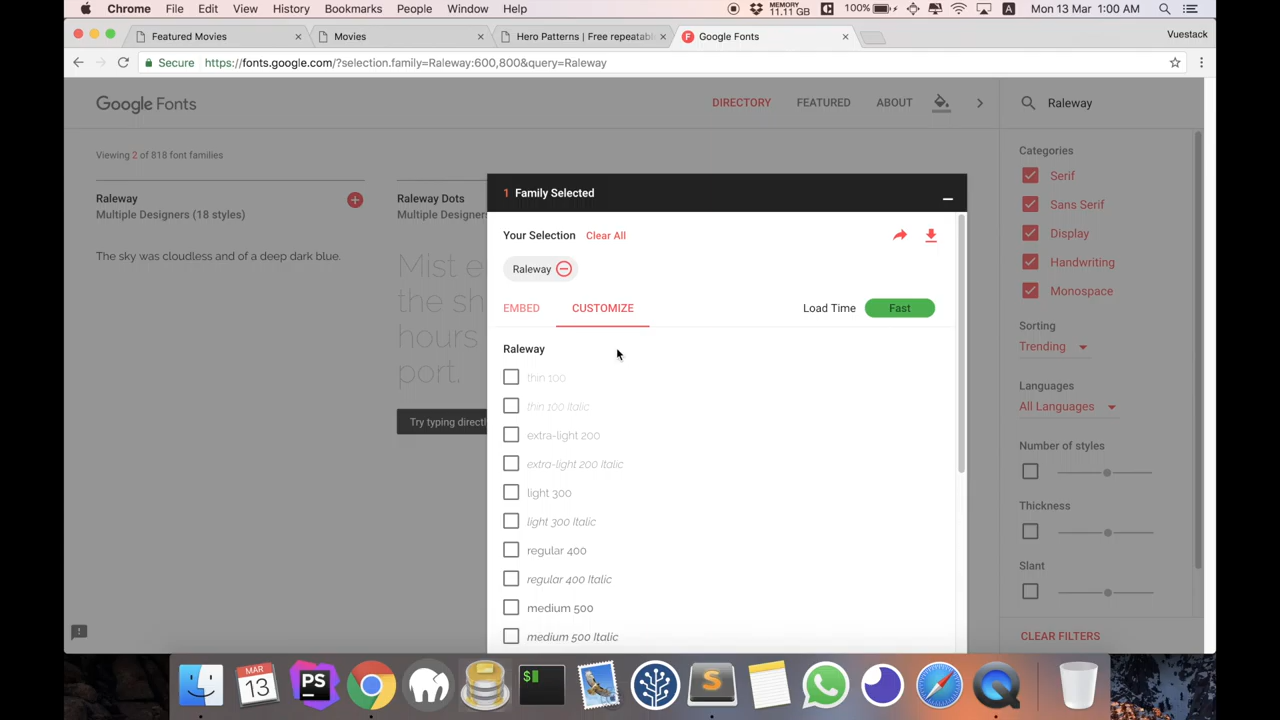 Chrome File Edit View History Bookmarks People Window Help MEMORY 11.11 GB 100% A Mon 13 Mar 1:00 AM
Featured Movies Movies Hero Patterns | Free repeatabl Google Fonts Vuestack
Secure https://fonts.google.com/?selection.family=Raleway:600,800&query=Raleway
Google Fonts DIRECTORY FEATURED ABOUT Raleway
Viewing 2 of 818 font families
Raleway
Multiple Designers (18 styles)
The sky was cloudless and of a deep dark blue.
Raleway Dots
Multiple Designer
Mist e
the sh
hours
port.
Try typing directl
1 Family Selected
Your Selection Clear All
Raleway
EMBED CUSTOMIZE Load Time Fast
Raleway
thin 100
thin 100 Italic
extra-light 200
extra-light 200 Italic
light 300
light 300 Italic
regular 400
regular 400 Italic
medium 500
medium 500 Italic
Categories
Serif
Sans Serif
Display
Handwriting
Monospace
Sorting
Trending
Languages
All Languages
Number of styles
Thickness
Slant
CLEAR FILTERS
MAR
13
PS
$
S